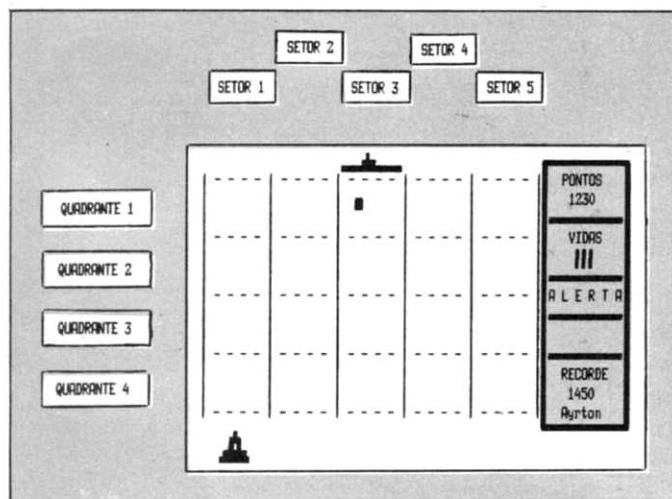 SETOR 2
SETOR 4
SETOR 1
SETOR 3
SETOR 5
QUADRANTE 1
QUADRANTE 2
QUADRANTE 3
QUADRANTE 4
PONTOS
1230
VIDAS
III
ALERTA
RECORDE
1450
Ayrton